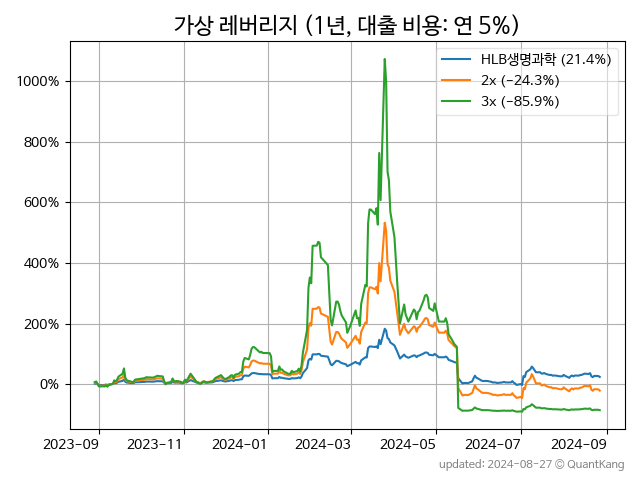 가상 레버리지 (1년, 대출 비용: 연 5%)
HLB생명과학 (21.4%)
2x (−24.3%)
3x (−85.9%)
1000%
800%
600%
400%
200%
0%
2023-09
2023-11
2024-01
2024-03
2024-05
2024-07
2024-09
updated: 2024-08-27 © QuantKang